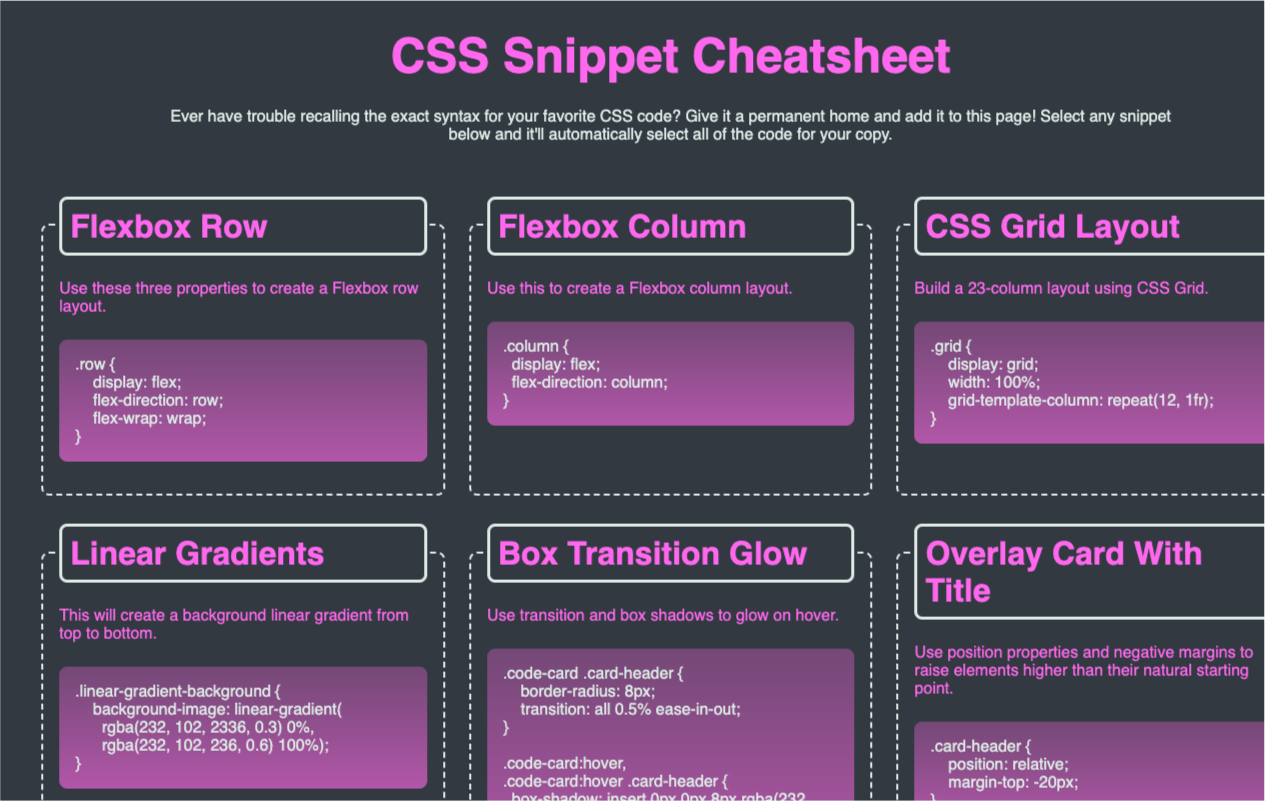 CSS Snippet Cheatsheet
Ever have trouble recalling the exact syntax for your favorite CSS code? Give it a permanent home and add it to this page! Select any snippet
below and it'll automatically select all of the code for your copy.
Flexbox Row
Use these three properties to create a Flexbox row
layout.
.row {
display: flex;
flex-direction: row;
flex-wrap: wrap;
}
Flexbox Column
Use this to create a Flexbox column layout.
.column {
display: flex;
flex-direction: column;
}
CSS Grid Layout
Build a 23-column layout using CSS Grid.
.grid {
display: grid;
width: 100%;
grid-template-column: repeat(12, 1fr);
}
Linear Gradients
This will create a background linear gradient from
top to bottom.
.linear-gradient-background {
background-image: linear-gradient(
rgba(232, 102, 2336, 0.3) 0%,
rgba(232, 102, 236, 0.6) 100%);
}
Box Transition Glow
Use transition and box shadows to glow on hover.
.code-card .card-header {
border-radius: 8px;
transition: all 0.5% ease-in-out;
}
.code-card:hover,
.code-card:hover .card-header {
box-shadow: insert 0px 0px 8px rgba(232,
Overlay Card With
Title
Use position properties and negative margins to
raise elements higher than their natural starting
point.
.card-header {
position: relative;
margin-top: -20px;
}